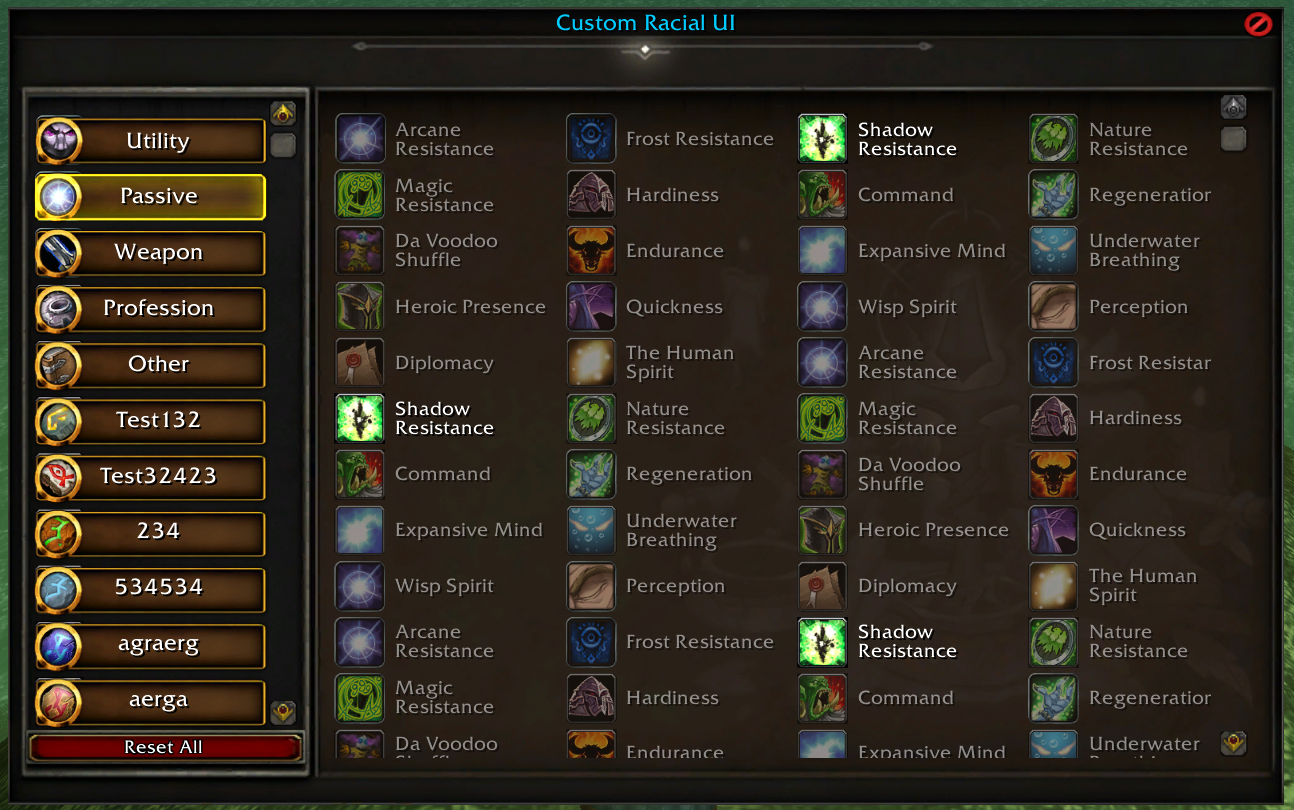 Custom Racial UI
Utility
Passive
Weapon
Profession
Other
Test132
Test32423
234
534534
agraerg
aerga
Reset All
Arcane
Resistance
Frost Resistance
Shadow
Resistance
Nature
Resistance
Magic
Resistance
Hardiness
Command
Regeneratior
Da Voodoo
Shuffle
Endurance
Expansive Mind
Underwater
Breathing
Heroic Presence
Quickness
Wisp Spirit
Perception
Diplomacy
The Human
Spirit
Arcane
Resistance
Frost Resistar
Shadow
Resistance
Nature
Resistance
Magic
Resistance
Hardiness
Command
Regeneration
Da Voodoo
Shuffle
Endurance
Expansive Mind
Underwater
Breathing
Heroic Presence
Quickness
Wisp Spirit
Perception
Diplomacy
The Human
Spirit
Arcane
Resistance
Frost Resistance
Shadow
Resistance
Nature
Resistance
Magic
Resistance
Hardiness
Command
Regeneratior
Da Voodoo
Endurance
Expansive Mind
Underwater